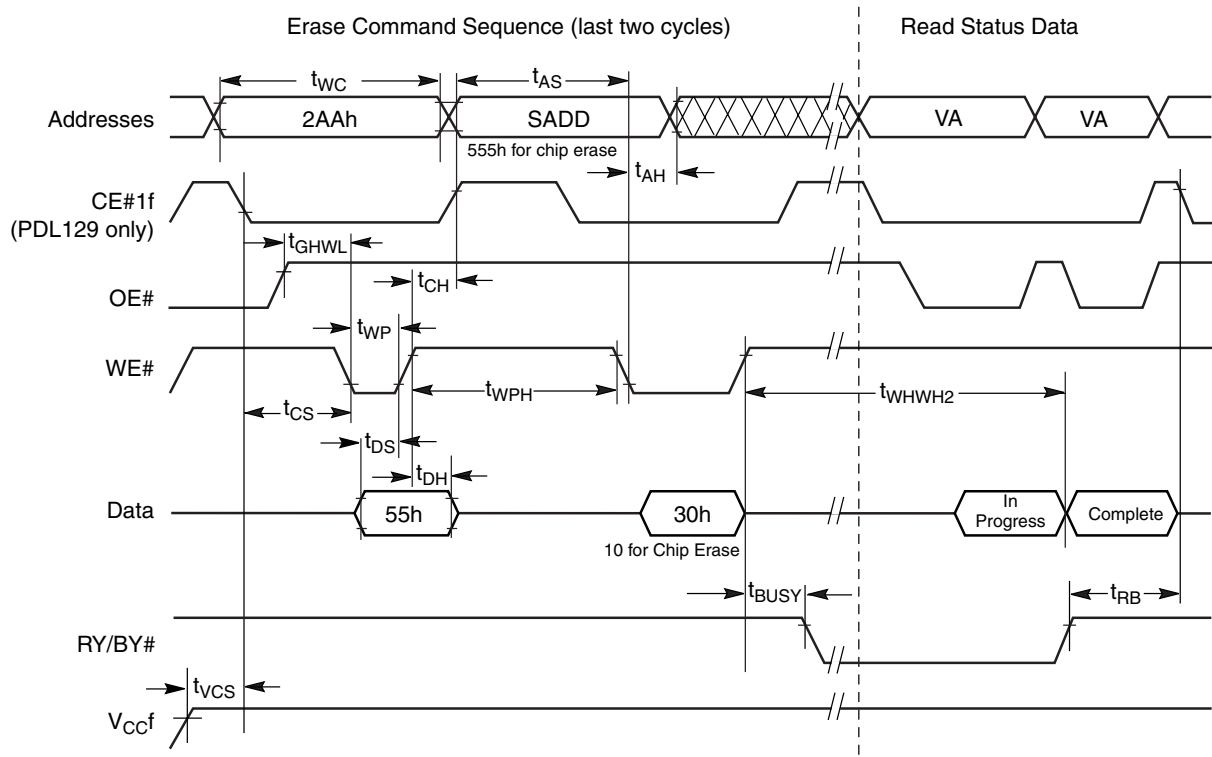 Erase Command Sequence (last two cycles)
Read Status Data
tWC
tAS
Addresses
2AAh
SADD
VA
VA
555h for chip erase
tAH
CE#1f
(PDL129 only)
tGHWL
tCH
OE#
tWP
WE#
tWPH
tWHWH2
tCS
tDS
tDH
Data
55h
30h
In
Progress
Complete
10 for Chip Erase
tBUSY
tRB
RY/BY#
tVCS
VCCf